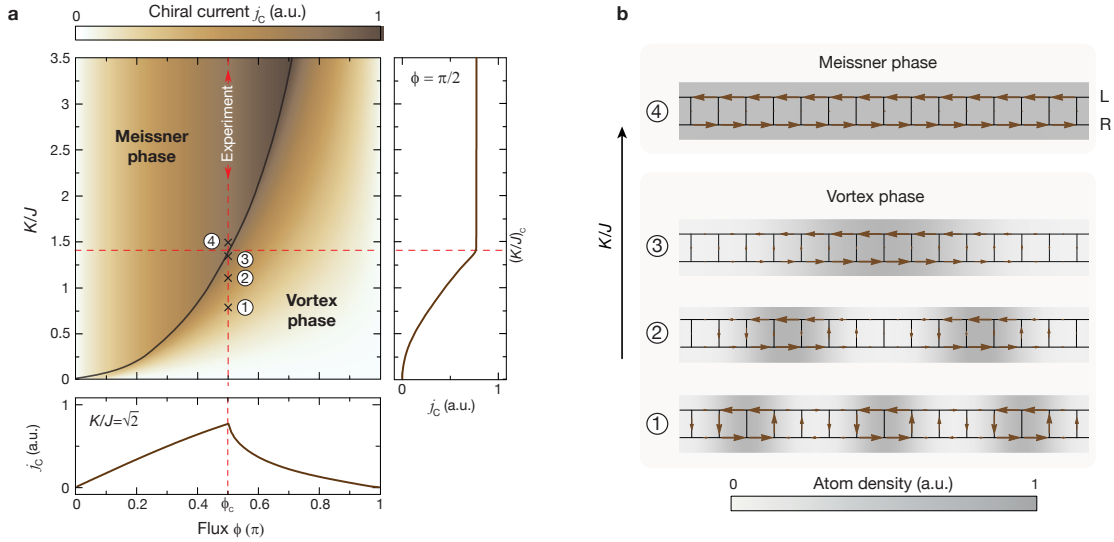 a
Chiral current j_C (a.u.)
0 1
3.5
3
2.5
2
1.5
1
0.5
0
K/J
Meissner
phase
Experiment
Vortex
phase
④
③
②
①
ϕ = π/2
(K/J)_C
0 1
j_C (a.u.)
K/J=√2
1
0
j_C (a.u.)
0 0.2 0.4 ϕ_C 0.6 0.8 1
Flux ϕ (π)
b
Meissner phase
④
L
R
K/J
Vortex phase
③
②
①
0 Atom density (a.u.) 1